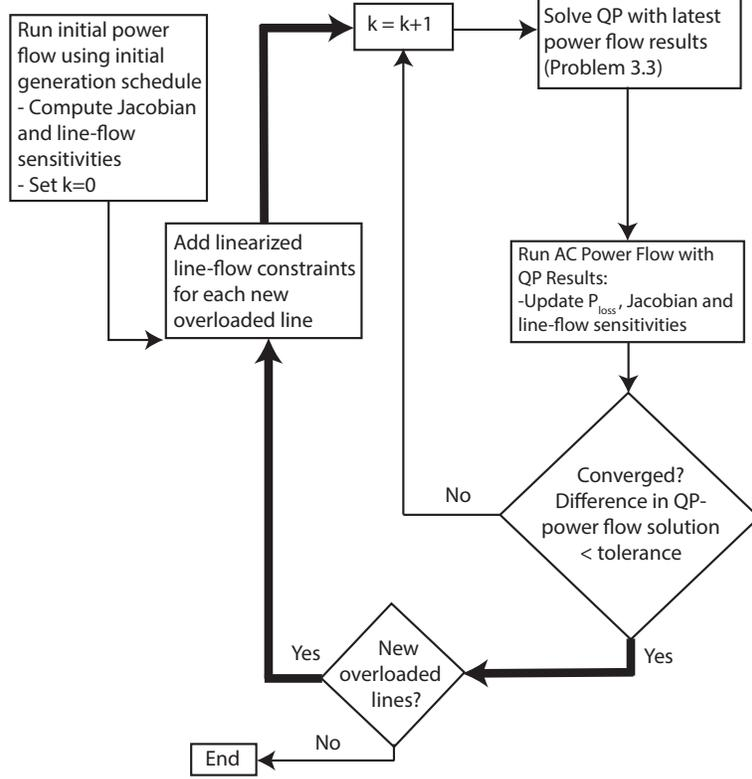 Run initial power
flow using initial
generation schedule
- Compute Jacobian
and line-flow
sensitivities
- Set k=0
k = k+1
Solve QP with latest
power flow results
(Problem 3.3)
Add linearized
line-flow constraints
for each new
overloaded line
Run AC Power Flow with
QP Results:
-Update Ploss, Jacobian and
line-flow sensitivities
Converged?
Difference in QP-
power flow solution
< tolerance
No
Yes
New
overloaded
lines?
Yes
No
End